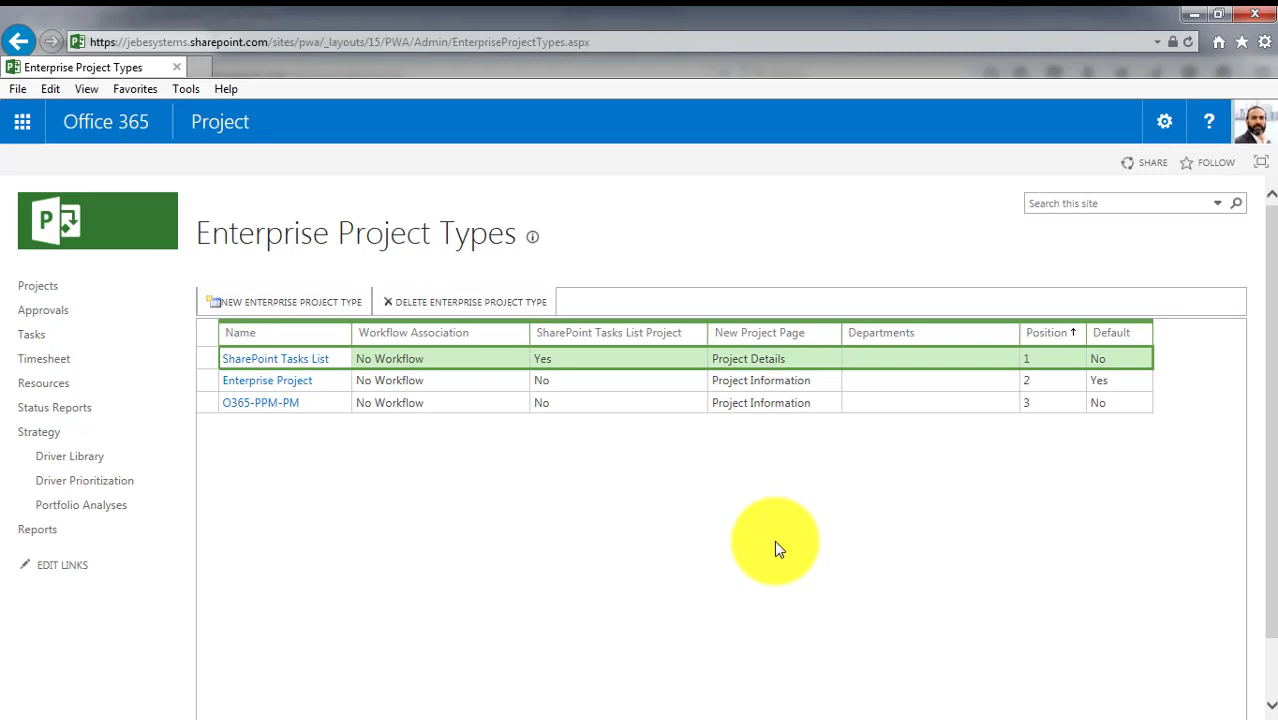 https://jebesystems.sharepoint.com/sites/pwa/_layouts/15/PWA/Admin/EnterpriseProjectTypes.aspx
Enterprise Project Types
File Edit View Favorites Tools Help
Office 365 Project
SHARE FOLLOW
Search this site
Enterprise Project Types
Projects
Approvals
Tasks
Timesheet
Resources
Status Reports
Strategy
Driver Library
Driver Prioritization
Portfolio Analyses
Reports
EDIT LINKS
NEW ENTERPRISE PROJECT TYPE DELETE ENTERPRISE PROJECT TYPE
Name Workflow Association SharePoint Tasks List Project New Project Page Departments Position Default
SharePoint Tasks List No Workflow Yes Project Details 1 No
Enterprise Project No Workflow No Project Information 2 Yes
O365-PPM-PM No Workflow No Project Information 3 No